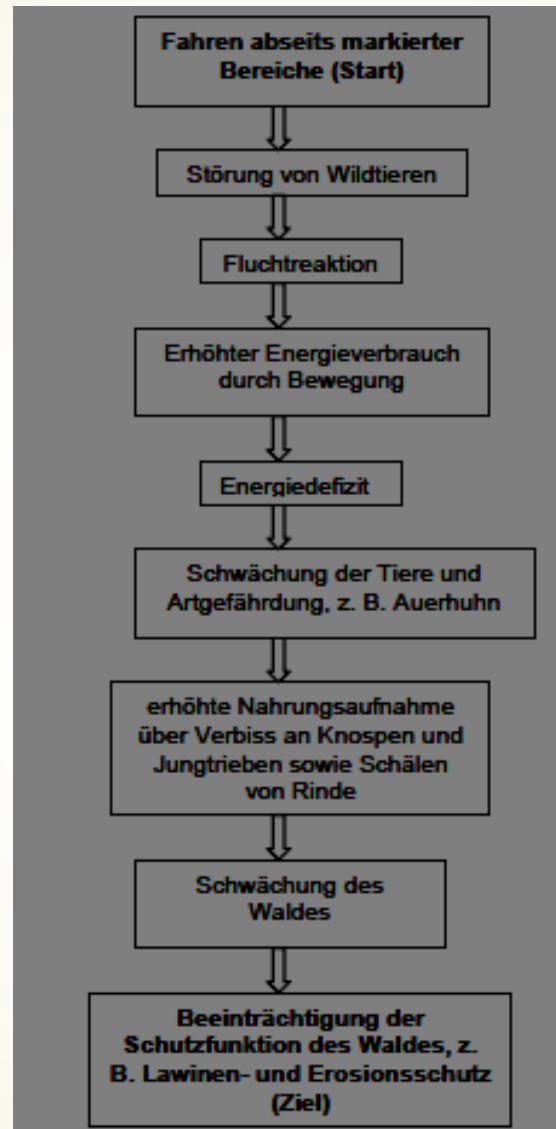 Fahren abseits markierter
Bereiche (Start)
Störung von Wildtieren
Fluchtreaktion
Erhöhter Energieverbrauch
durch Bewegung
Energiedefizit
Schwächung der Tiere und
Artgefährdung, z. B. Auerhuhn
erhöhte Nahrungsaufnahme
über Verbiss an Knospen und
Jungtrieben sowie Schälen
von Rinde
Schwächung des
Waldes
Beeinträchtigung der
Schutzfunktion des Waldes, z.
B. Lawinen- und Erosionsschutz
(Ziel)